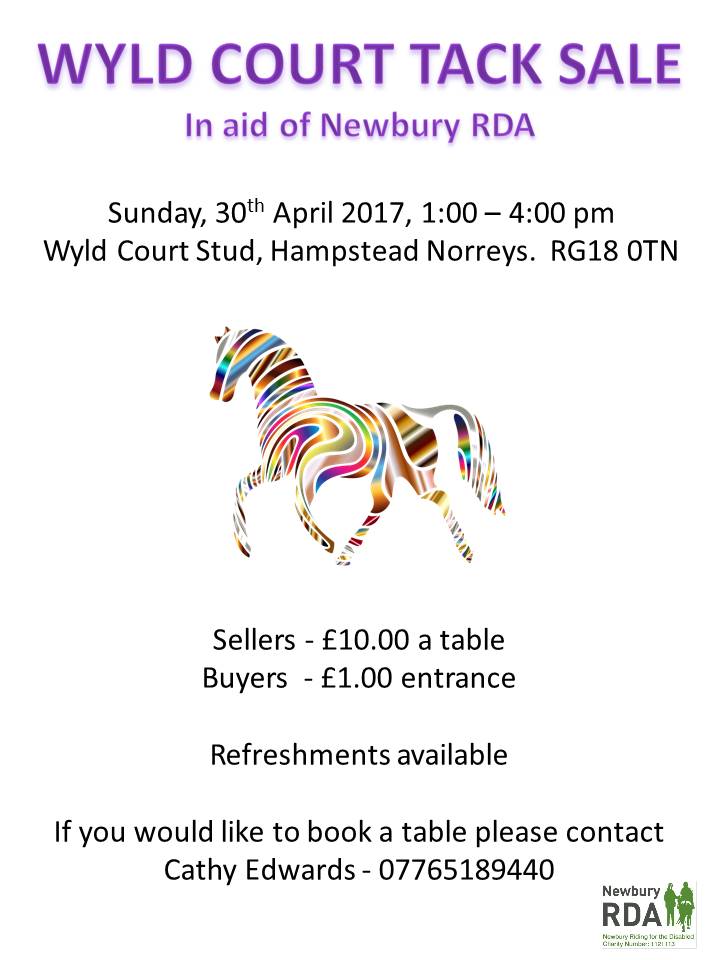 WYLD COURT TACK SALE
In aid of Newbury RDA
Sunday, 30th April 2017, 1:00 – 4:00 pm
Wyld Court Stud, Hampstead Norreys.  RG18 0TN
Sellers - £10.00 a table
Buyers  - £1.00 entrance
Refreshments available
If you would like to book a table please contact
Cathy Edwards - 07765189440
Newbury
RDA
Newbury Riding for the Disabled
Charity Number: